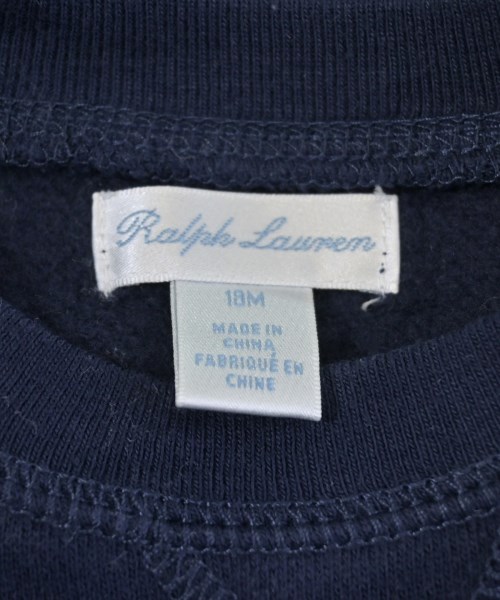 Ralph Lauren
18M
MADE IN
CHINA
FABRIQUÉ EN
CHINE